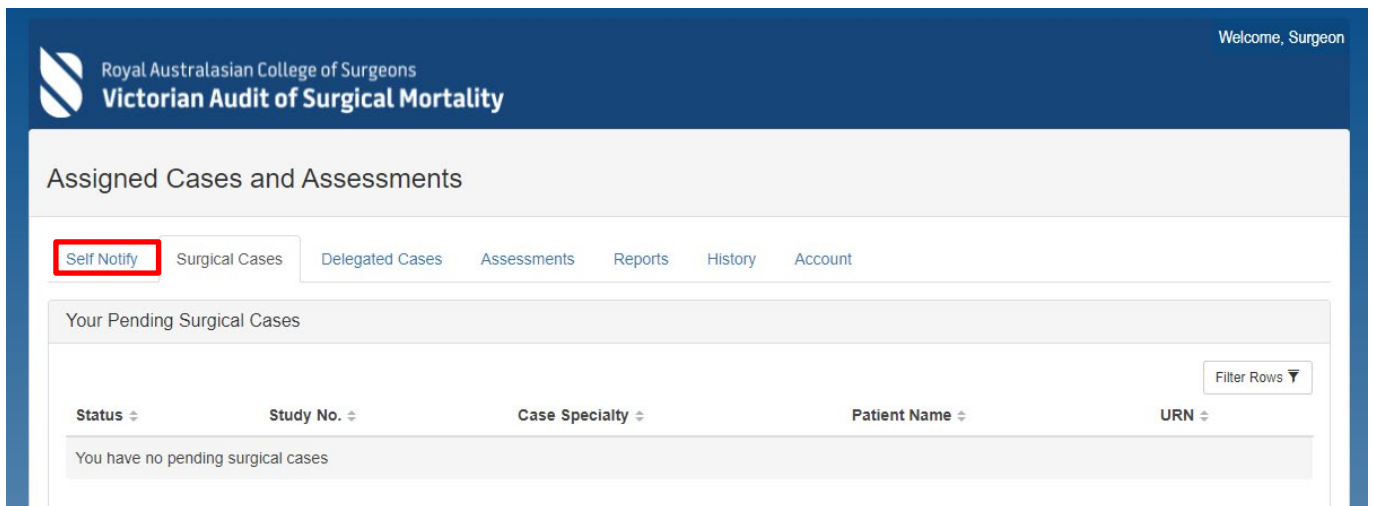 Welcome, Surgeon
Royal Australasian College of Surgeons
Victorian Audit of Surgical Mortality
Assigned Cases and Assessments
Self Notify Surgical Cases Delegated Cases Assessments Reports History Account
Your Pending Surgical Cases
Filter Rows
Status Study No. Case Specialty Patient Name URN
You have no pending surgical cases